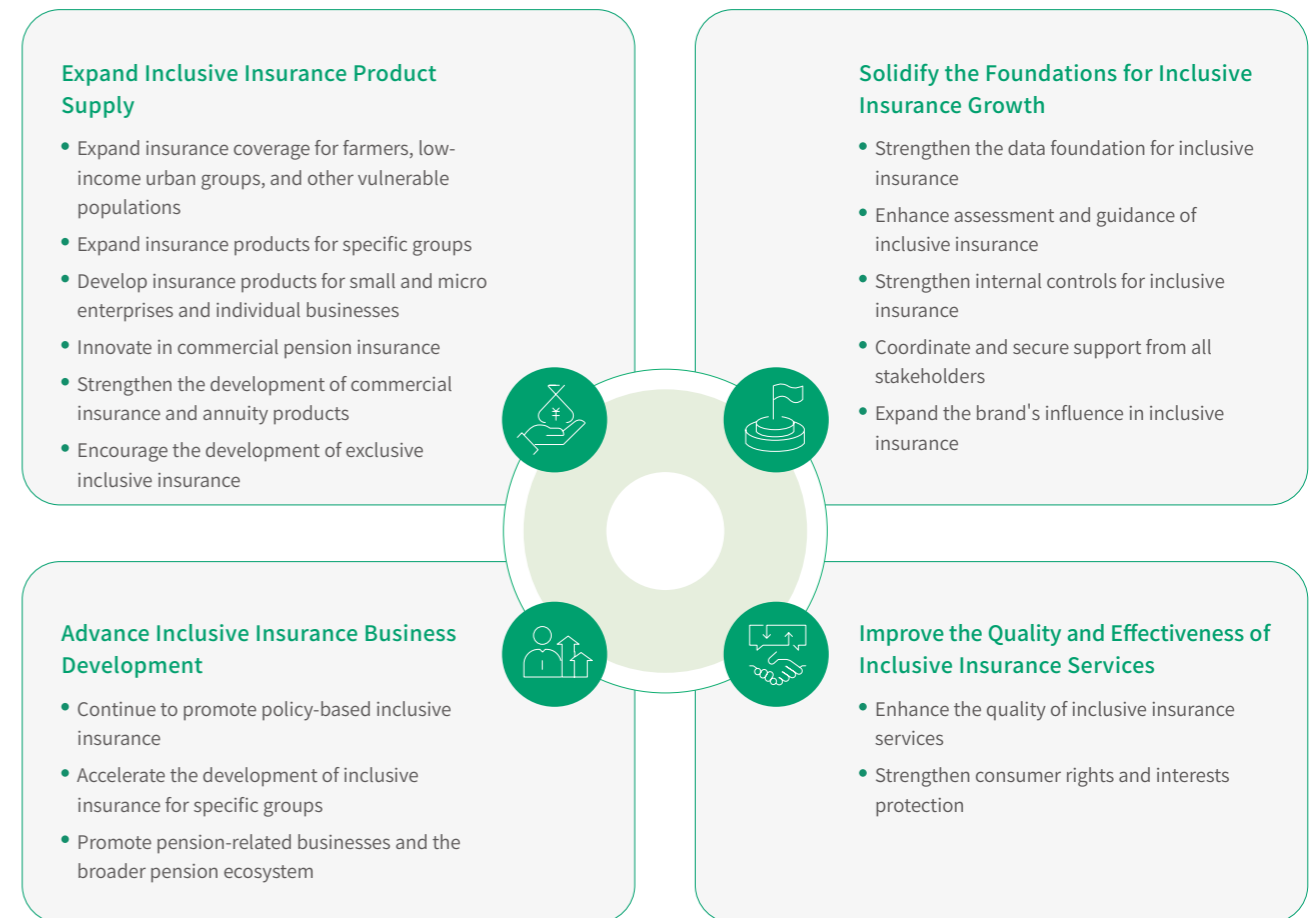 Expand Inclusive Insurance Product
Supply
• Expand insurance coverage for farmers, low-
income urban groups, and other vulnerable
populations
• Expand insurance products for specific groups
• Develop insurance products for small and micro
enterprises and individual businesses
• Innovate in commercial pension insurance
• Strengthen the development of commercial
insurance and annuity products
• Encourage the development of exclusive
inclusive insurance
Solidify the Foundations for Inclusive
Insurance Growth
• Strengthen the data foundation for inclusive
insurance
• Enhance assessment and guidance of
inclusive insurance
• Strengthen internal controls for inclusive
insurance
• Coordinate and secure support from all
stakeholders
• Expand the brand's influence in inclusive
insurance
¥
Advance Inclusive Insurance Business
Development
• Continue to promote policy-based inclusive
insurance
• Accelerate the development of inclusive
insurance for specific groups
• Promote pension-related businesses and the
broader pension ecosystem
Improve the Quality and Effectiveness of
Inclusive Insurance Services
• Enhance the quality of inclusive insurance
services
• Strengthen consumer rights and interests
protection